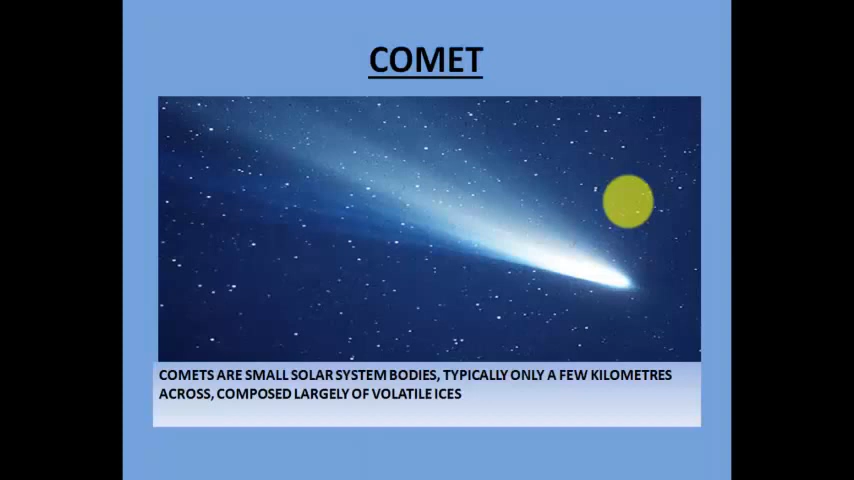 COMET
COMETS ARE SMALL SOLAR SYSTEM BODIES, TYPICALLY ONLY A FEW KILOMETRES
ACROSS, COMPOSED LARGELY OF VOLATILE ICES